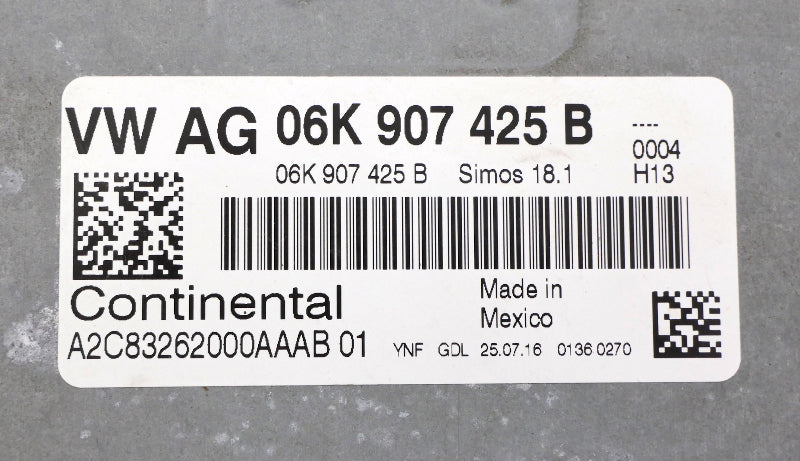 VW AG 06K 907 425 B ----
0004
06K 907 425 B Simos 18.1 H13
Continental Made in
Mexico
A2C83262000AAAB 01 YNF GDL 25.07.16 0136 0270